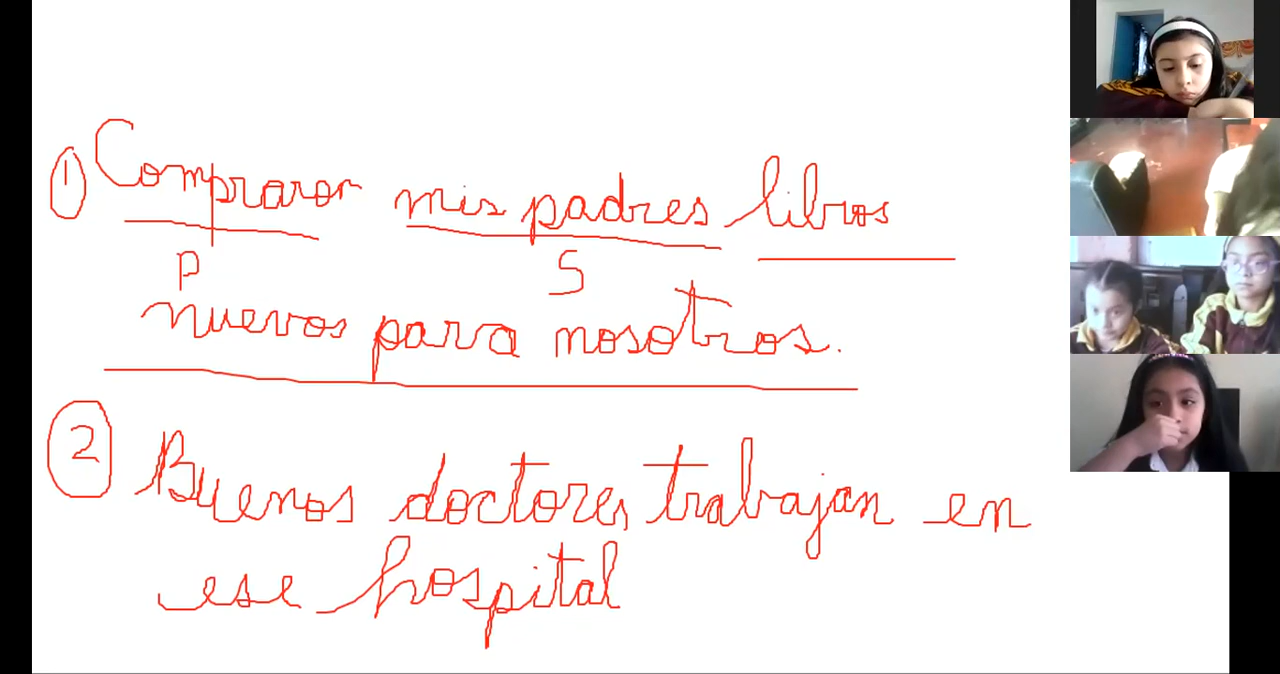 ① Compraron mis padres libros
P S
nuevos para nosotros.
② Buenos doctores trabajan en
ese hospital